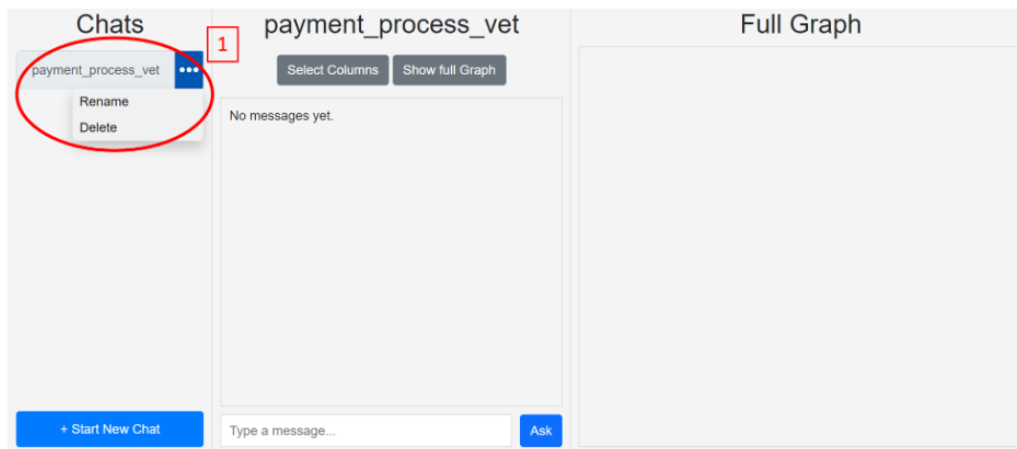 Chats
1
payment_process_vet
•••
Rename
Delete
+ Start New Chat
payment_process_vet
Select Columns
Show full Graph
No messages yet.
Type a message...
Ask
Full Graph